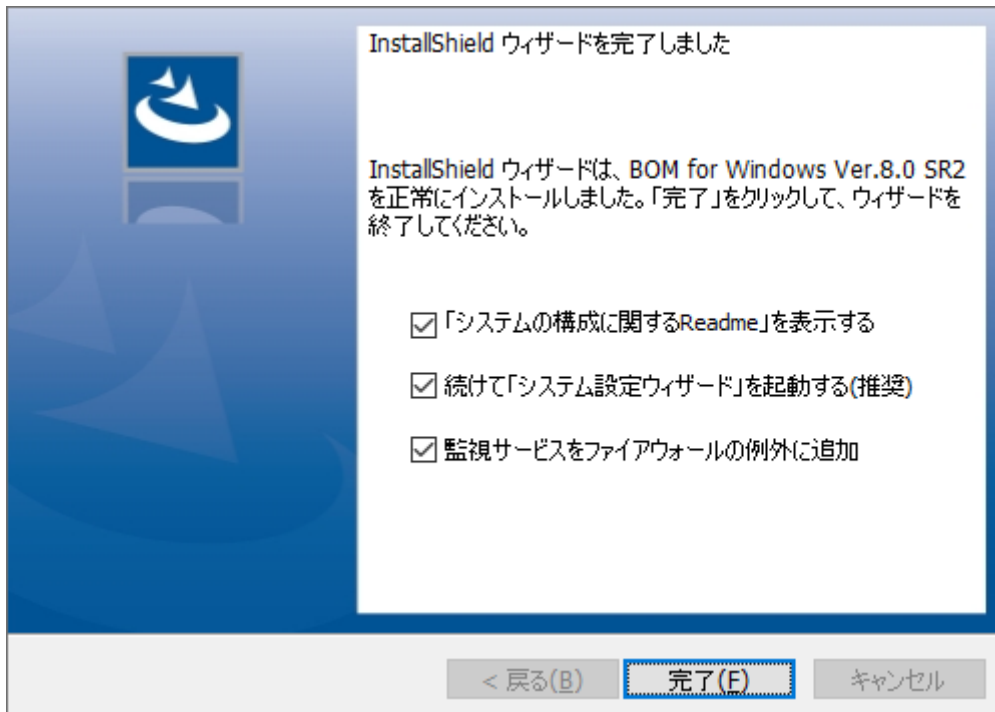 InstallShield ウィザードを完了しました
InstallShield ウィザードは、BOM for Windows Ver.8.0 SR2
を正常にインストールしました。「完了」をクリックして、ウィザードを
終了してください。
「システムの構成に関するReadme」を表示する
続けて「システム設定ウィザード」を起動する(推奨)
監視サービスをファイアウォールの例外に追加
< 戻る(B)
完了(F)
キャンセル